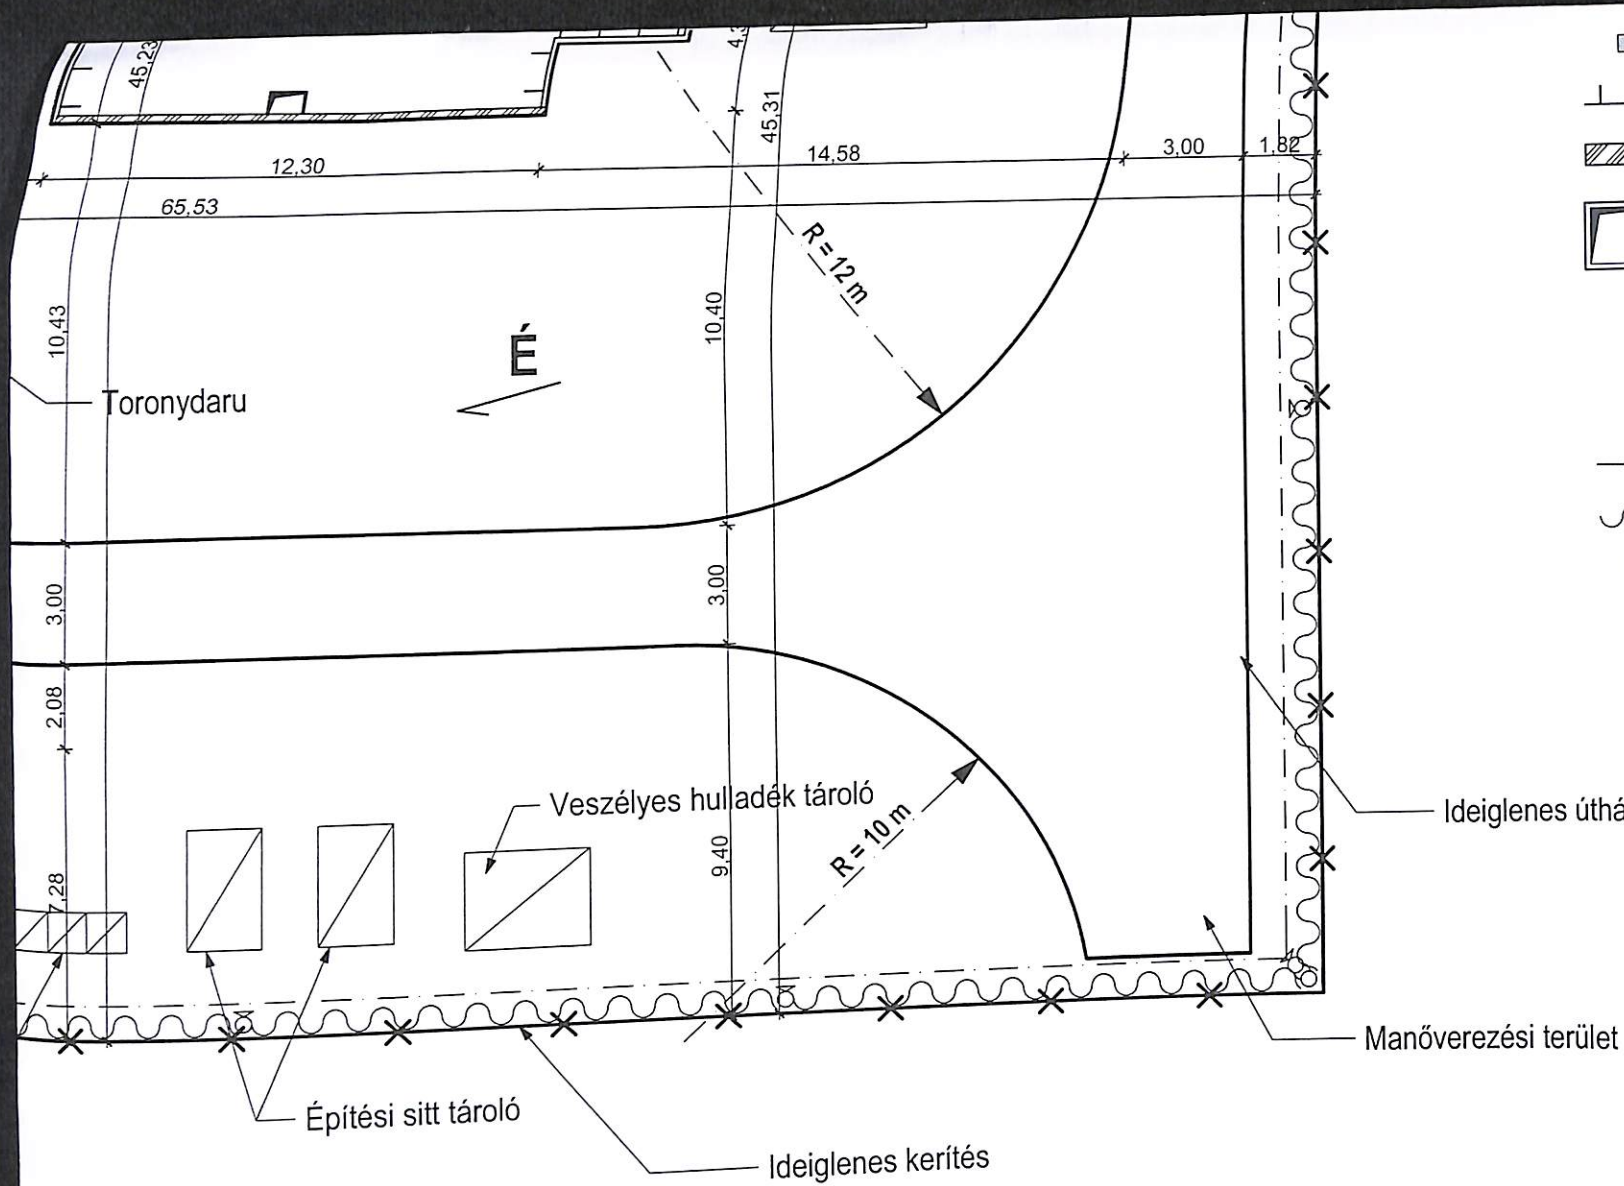 45,23
45,31
12,30
14,58
3,00
1,82
65,53
R = 12 m
10,43
10,40
É
Toronydaru
3,00
3,00
2,08
Veszélyes hulladék tároló
R = 10 m
9,40
7,28
Ideiglenes
Manőverezési terület
Építési sitt tároló
Ideiglenes kerítés